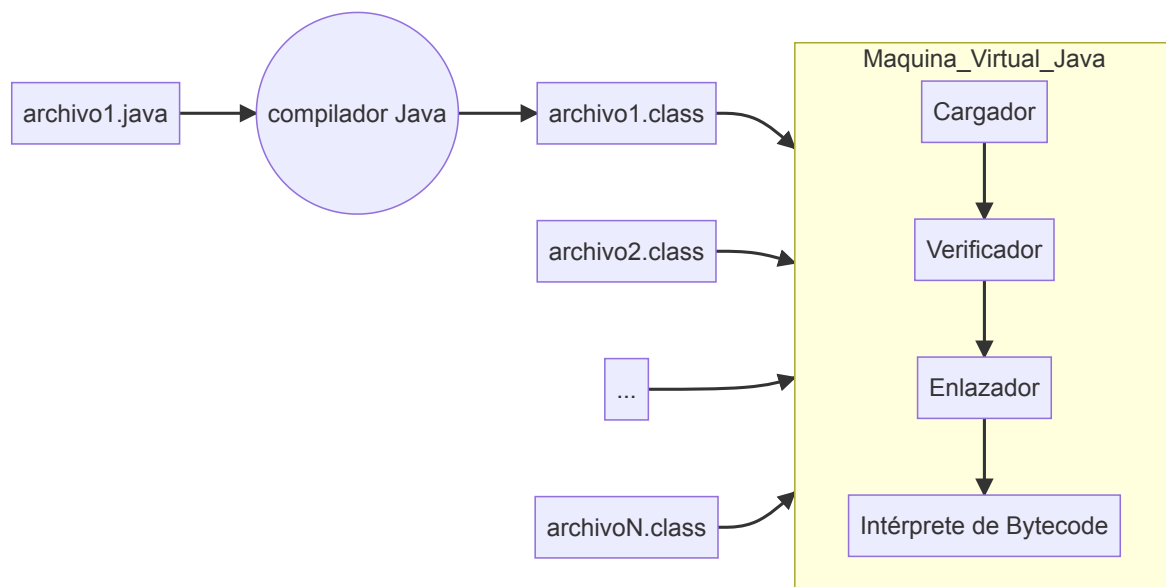 Maquina_Virtual_Java
archivo1.java
compilador Java
archivo1.class
Cargador
archivo2.class
Verificador
...
Enlazador
archivoN.class
Intérprete de Bytecode